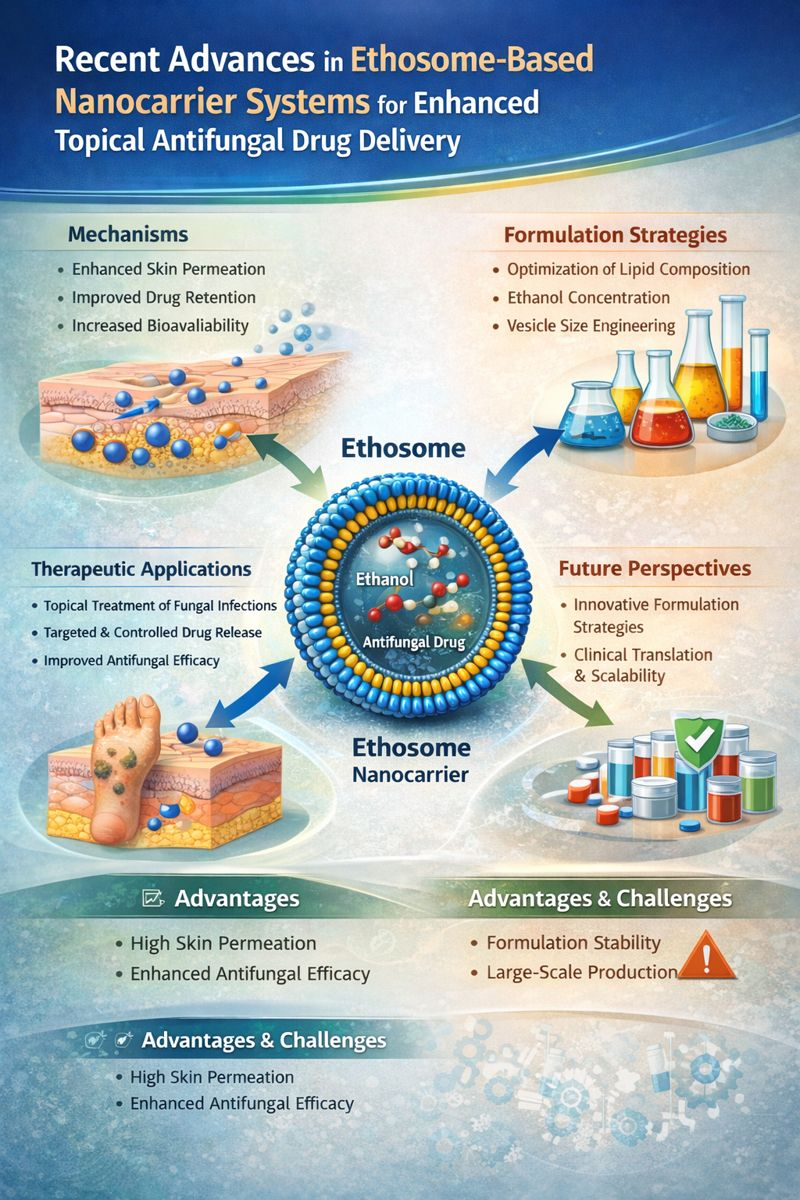 Recent Advances in Ethosome-Based
Nanocarrier Systems for Enhanced
Topical Antifungal Drug Delivery
Mechanisms
• Enhanced Skin Permeation
• Improved Drug Retention
• Increased Bioavaliability
Formulation Strategies
• Optimization of Lipid Composition
• Ethanol Concentration
• Vesicle Size Engineering
Ethosome
Ethanol
Antifungal Drug
Ethosome
Nanocarrier
Therapeutic Applications
• Topical Treatment of Fungal Infections
• Targeted & Controlled Drug Release
• Improved Antifungal Efficacy
Future Perspectives
• Innovative Formulation
Strategies
• Clinical Translation
& Scalability
Advantages
• High Skin Permeation
• Enhanced Antifungal Efficacy
Advantages & Challenges
• Formulation Stability
• Large-Scale Production
!
Advantages & Challenges
• High Skin Permeation
• Enhanced Antifungal Efficacy